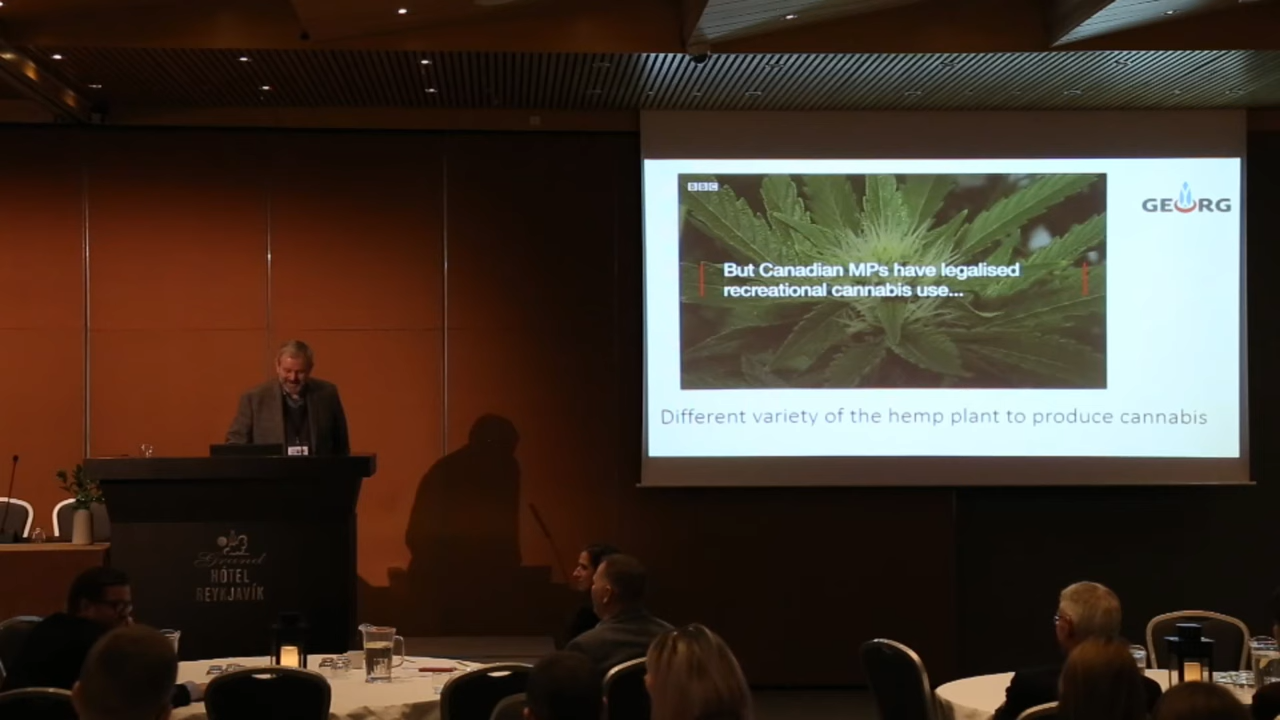 BBC
But Canadian MPs have legalised
recreational cannabis use...
GEORG
Different variety of the hemp plant to produce cannabis
Grand
HÓTEL
REYKJAVÍK